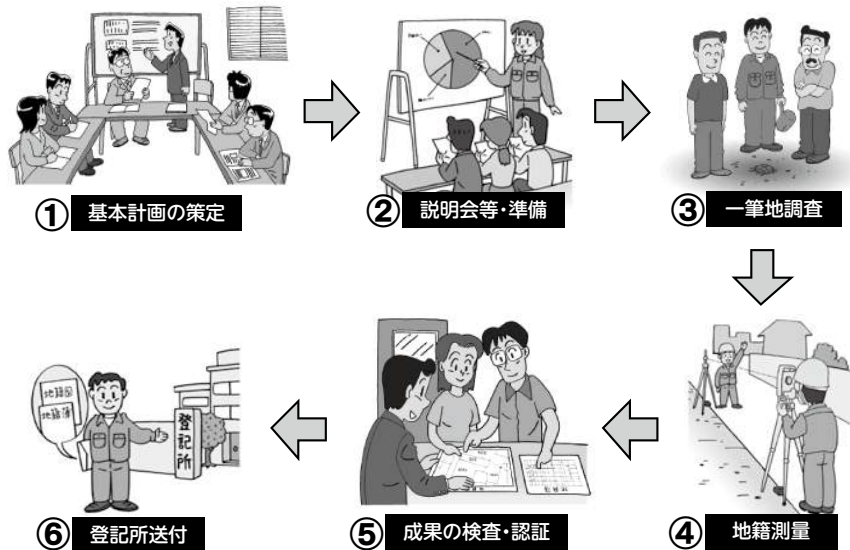 ① 基本計画の策定
② 説明会等・準備
③ 一筆地調査
④ 地籍測量
⑤ 成果の検査・認証
地籍図
地籍簿
登記所
⑥ 登記所送付